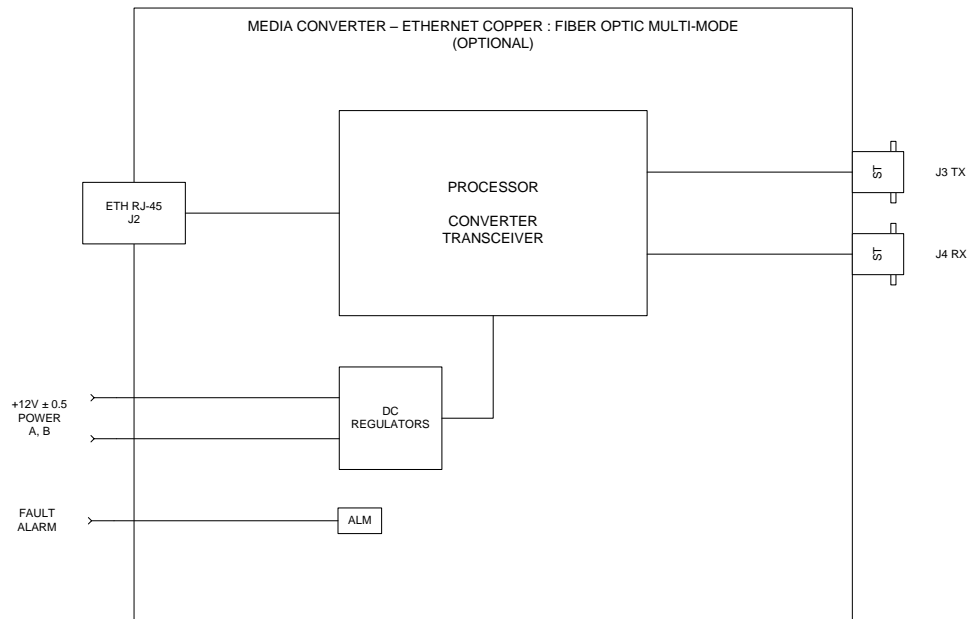 MEDIA CONVERTER – ETHERNET COPPER : FIBER OPTIC MULTI-MODE
(OPTIONAL)
PROCESSOR
CONVERTER
TRANSCEIVER
ST
J3 TX
ETH RJ-45
J2
ST
J4 RX
+12V ± 0.5
POWER
A, B
DC
REGULATORS
FAULT
ALARM
ALM